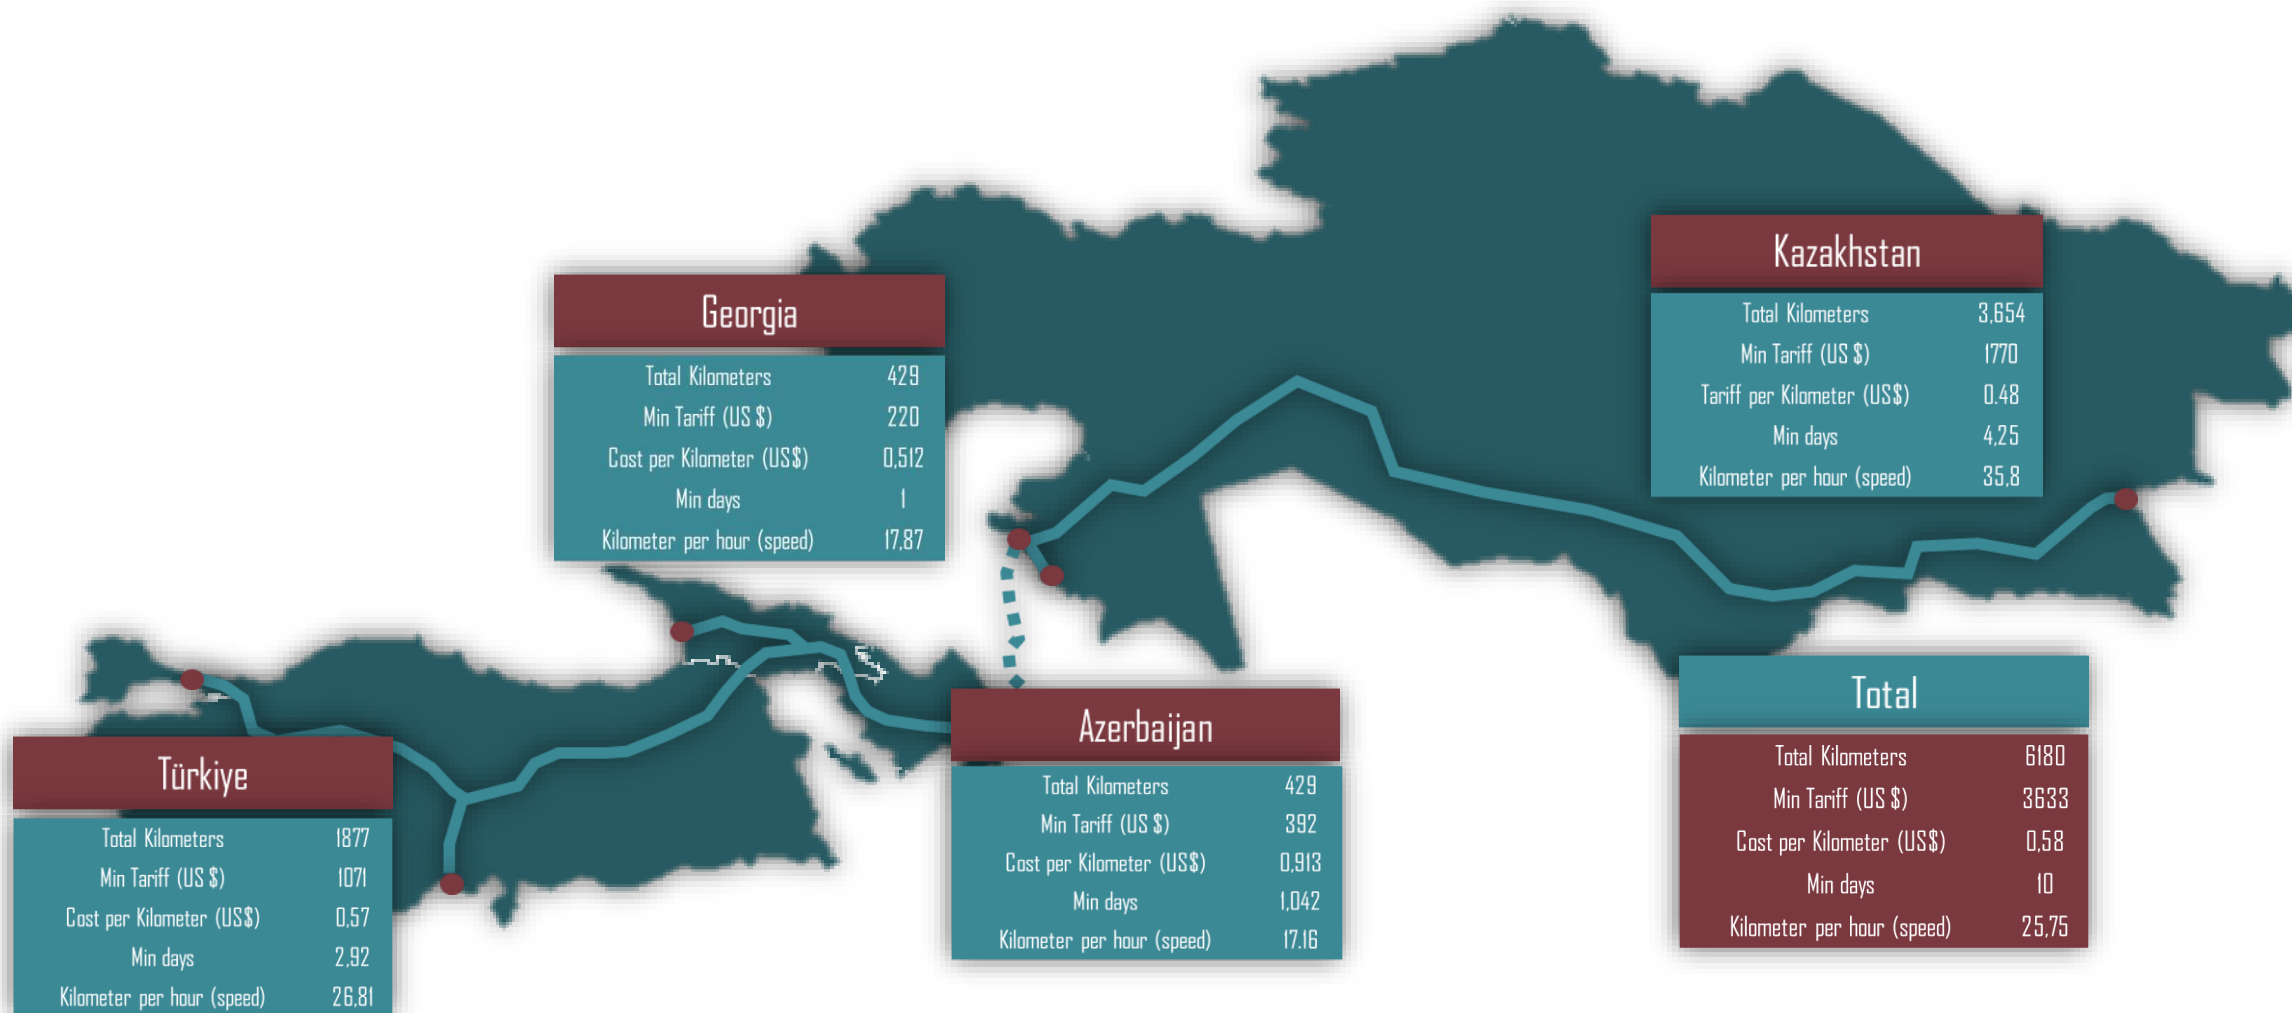 Georgia
Total Kilometers 429
Min Tariff (US $) 220
Cost per Kilometer (US$) 0,512
Min days 1
Kilometer per hour (speed) 17,87
Kazakhstan
Total Kilometers 3,654
Min Tariff (US $) 1770
Tariff per Kilometer (US$) 0.48
Min days 4,25
Kilometer per hour (speed) 35,8
Türkiye
Total Kilometers 1877
Min Tariff (US $) 1071
Cost per Kilometer (US$) 0,57
Min days 2,92
Kilometer per hour (speed) 26,81
Azerbaijan
Total Kilometers 429
Min Tariff (US $) 392
Cost per Kilometer (US$) 0,913
Min days 1,042
Kilometer per hour (speed) 17.16
Total
Total Kilometers 6180
Min Tariff (US $) 3633
Cost per Kilometer (US$) 0,58
Min days 10
Kilometer per hour (speed) 25,75